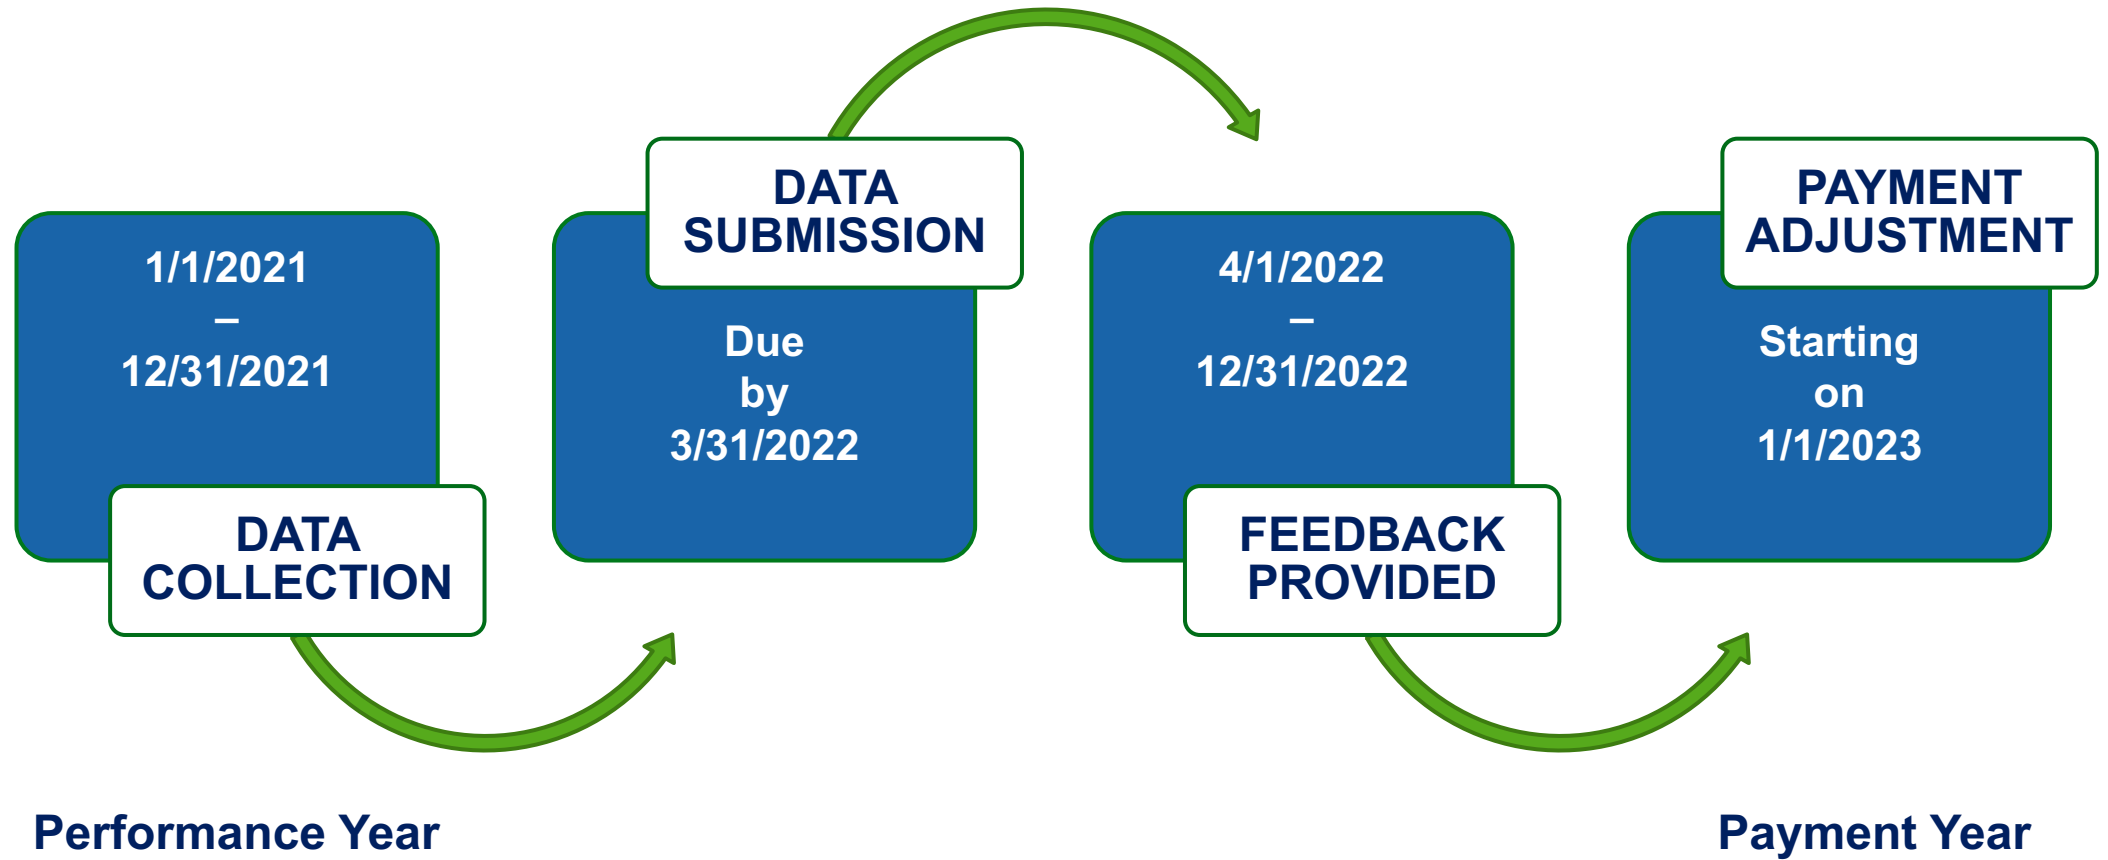 1/1/2021
–
12/31/2021
DATA
COLLECTION
DATA
SUBMISSION
Due
by
3/31/2022
4/1/2022
–
12/31/2022
FEEDBACK
PROVIDED
PAYMENT
ADJUSTMENT
Starting
on
1/1/2023
Performance Year
Payment Year